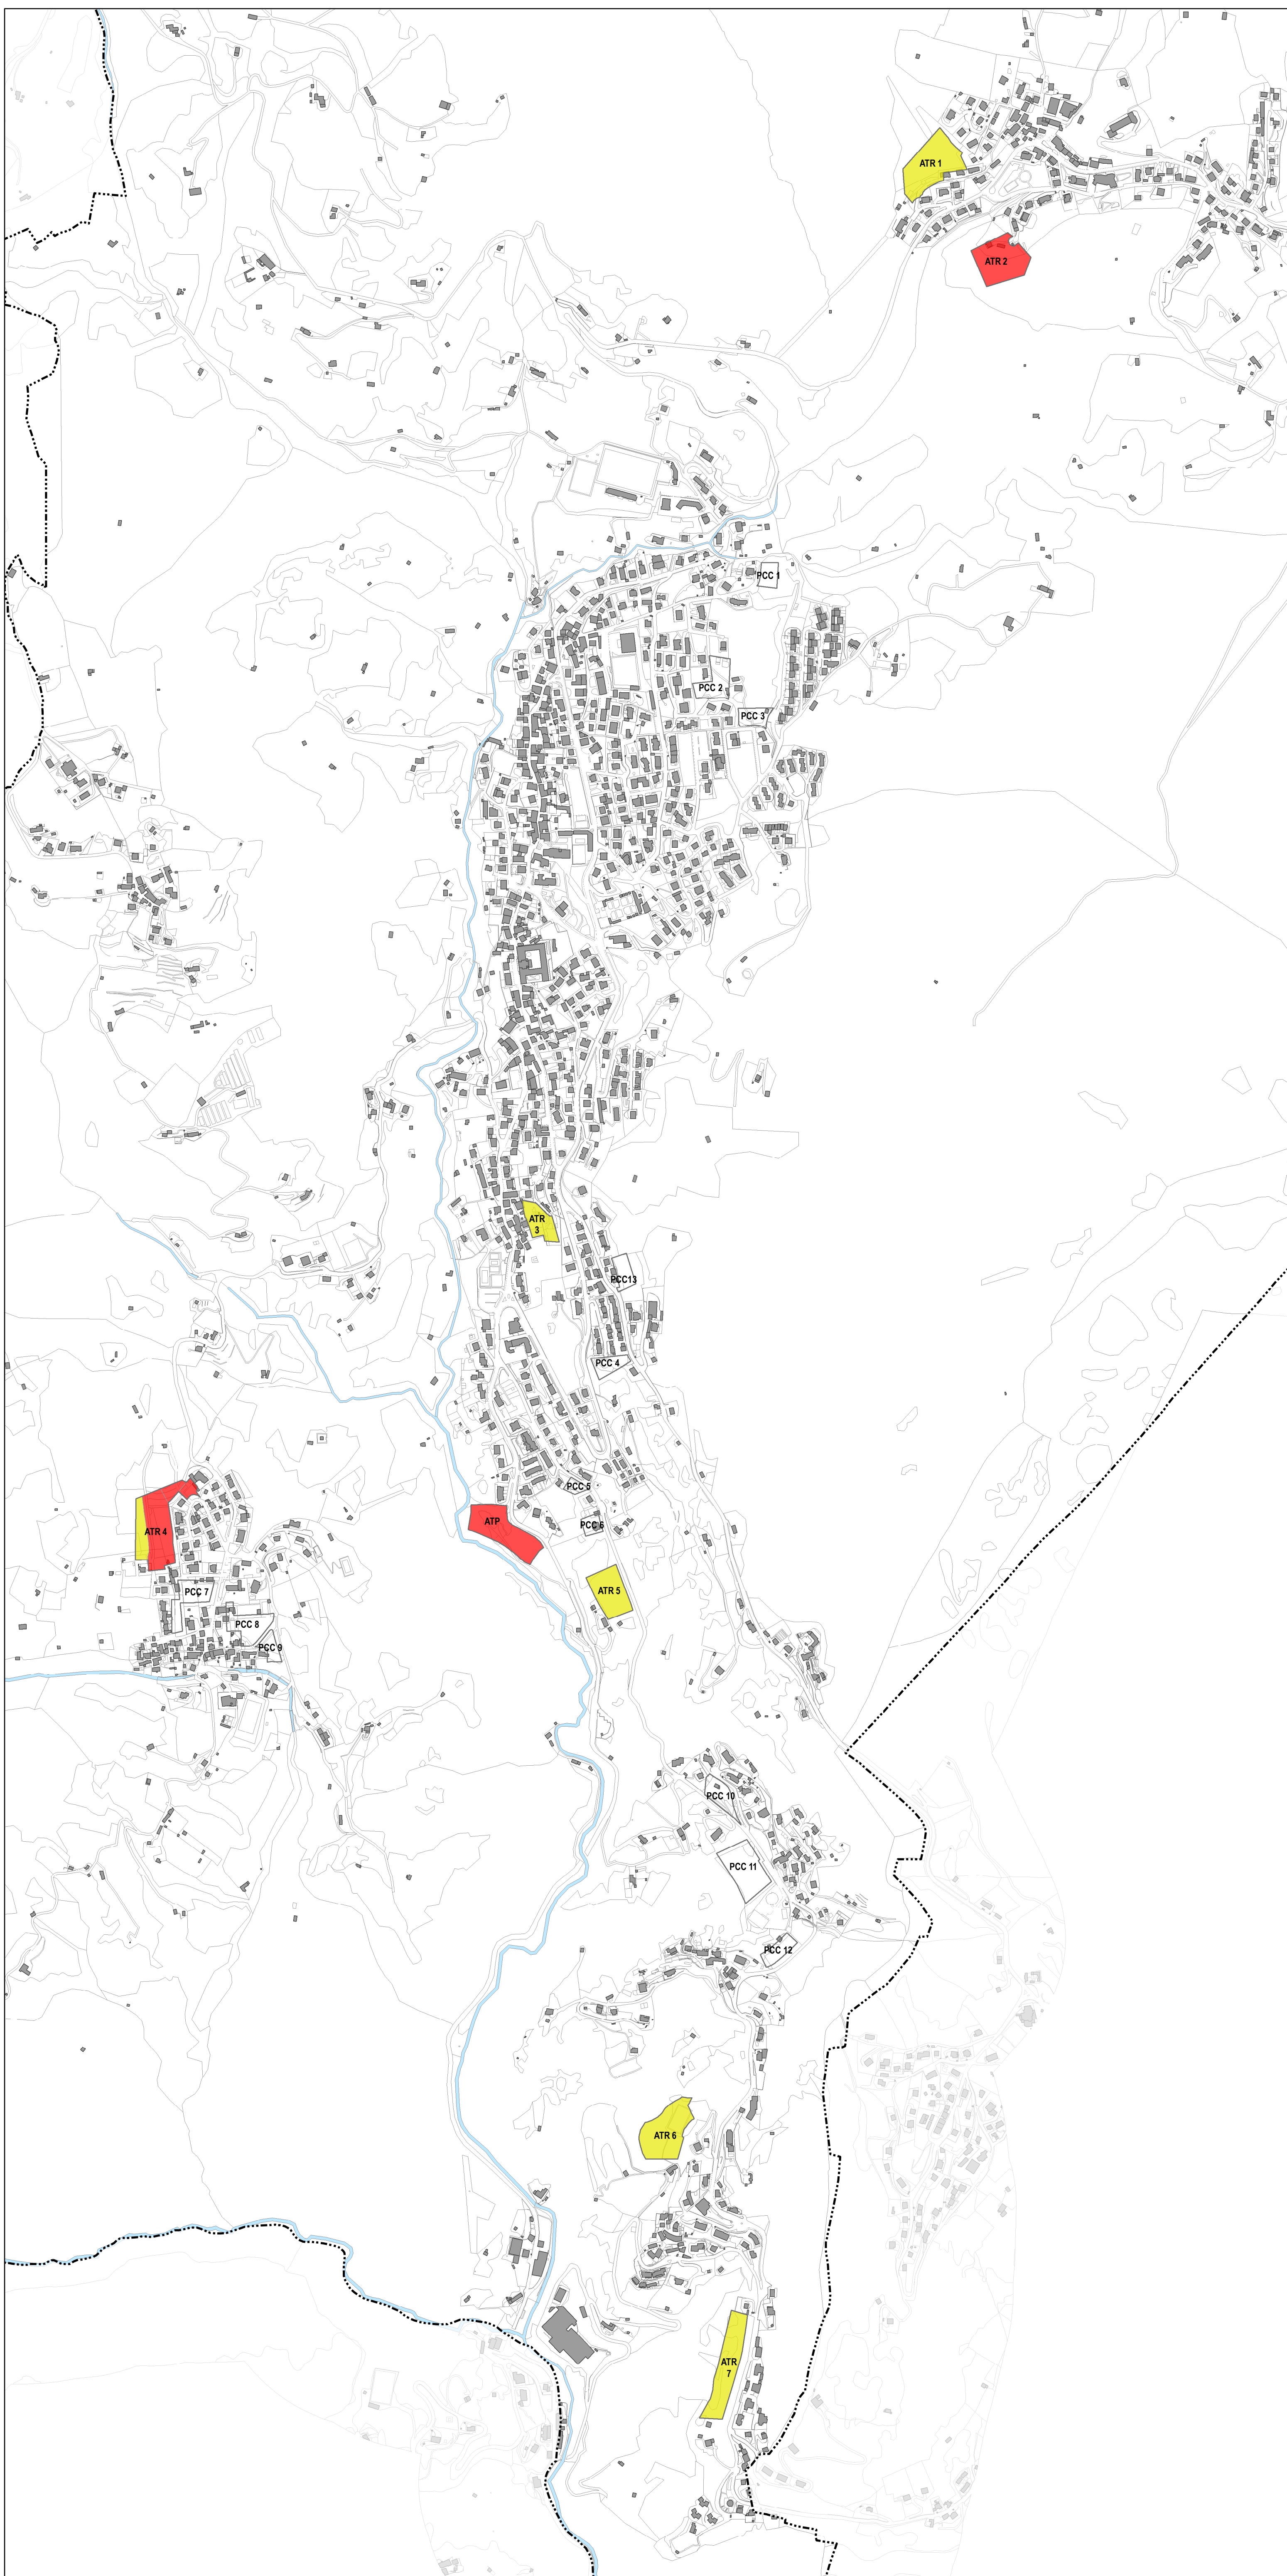 ATR 1
ATR 2
PCC 1
PCC 2
PCC 3
ATR
3
PCC13
PCC 4
PCC 5
ATP
PCC 6
ATR 4
ATR 5
PCC 7
PCC 8
PCC 9
PCC 10
PCC 11
PCC 12
ATR 6
ATR
7